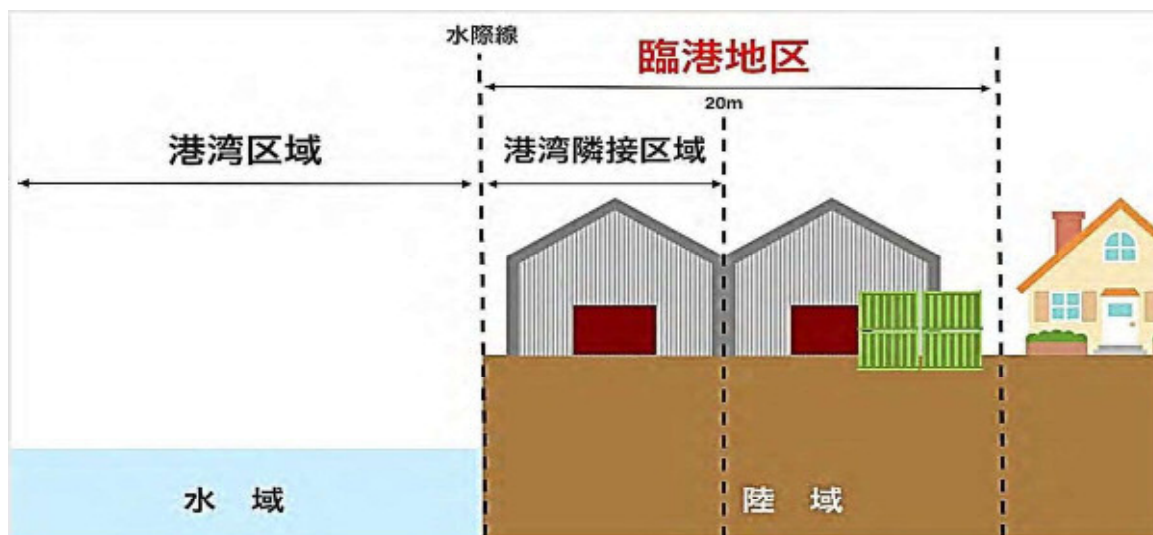 水際線
臨港地区
20m
港湾区域
港湾隣接区域
水 域
陸 域